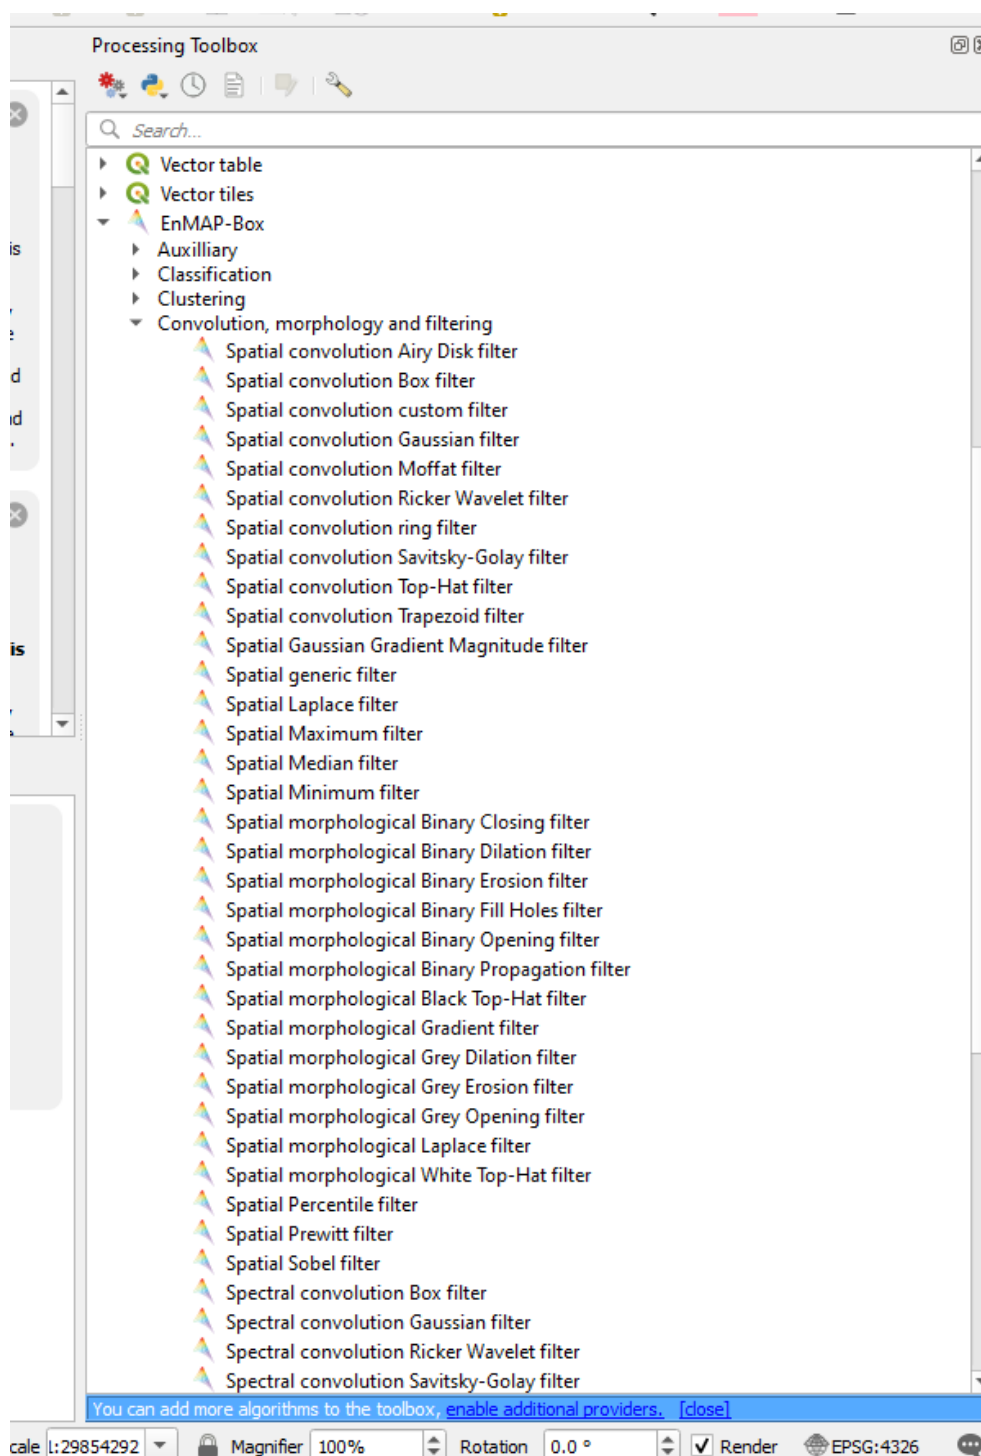 Processing Toolbox
Search...
Vector table
Vector tiles
EnMAP-Box
Auxilliary
Classification
Clustering
Convolution, morphology and filtering
Spatial convolution Airy Disk filter
Spatial convolution Box filter
Spatial convolution custom filter
Spatial convolution Gaussian filter
Spatial convolution Moffat filter
Spatial convolution Ricker Wavelet filter
Spatial convolution ring filter
Spatial convolution Savitsky-Golay filter
Spatial convolution Top-Hat filter
Spatial convolution Trapezoid filter
Spatial Gaussian Gradient Magnitude filter
Spatial generic filter
Spatial Laplace filter
Spatial Maximum filter
Spatial Median filter
Spatial Minimum filter
Spatial morphological Binary Closing filter
Spatial morphological Binary Dilation filter
Spatial morphological Binary Erosion filter
Spatial morphological Binary Fill Holes filter
Spatial morphological Binary Opening filter
Spatial morphological Binary Propagation filter
Spatial morphological Black Top-Hat filter
Spatial morphological Gradient filter
Spatial morphological Grey Dilation filter
Spatial morphological Grey Erosion filter
Spatial morphological Grey Opening filter
Spatial morphological Laplace filter
Spatial morphological White Top-Hat filter
Spatial Percentile filter
Spatial Prewitt filter
Spatial Sobel filter
Spectral convolution Box filter
Spectral convolution Gaussian filter
Spectral convolution Ricker Wavelet filter
Spectral convolution Savitsky-Golay filter
You can add more algorithms to the toolbox, enable additional providers. [close]
cale 1:29854292 Magnifier 100% Rotation 0.0 ° Render EPSG:4326
is
d
is